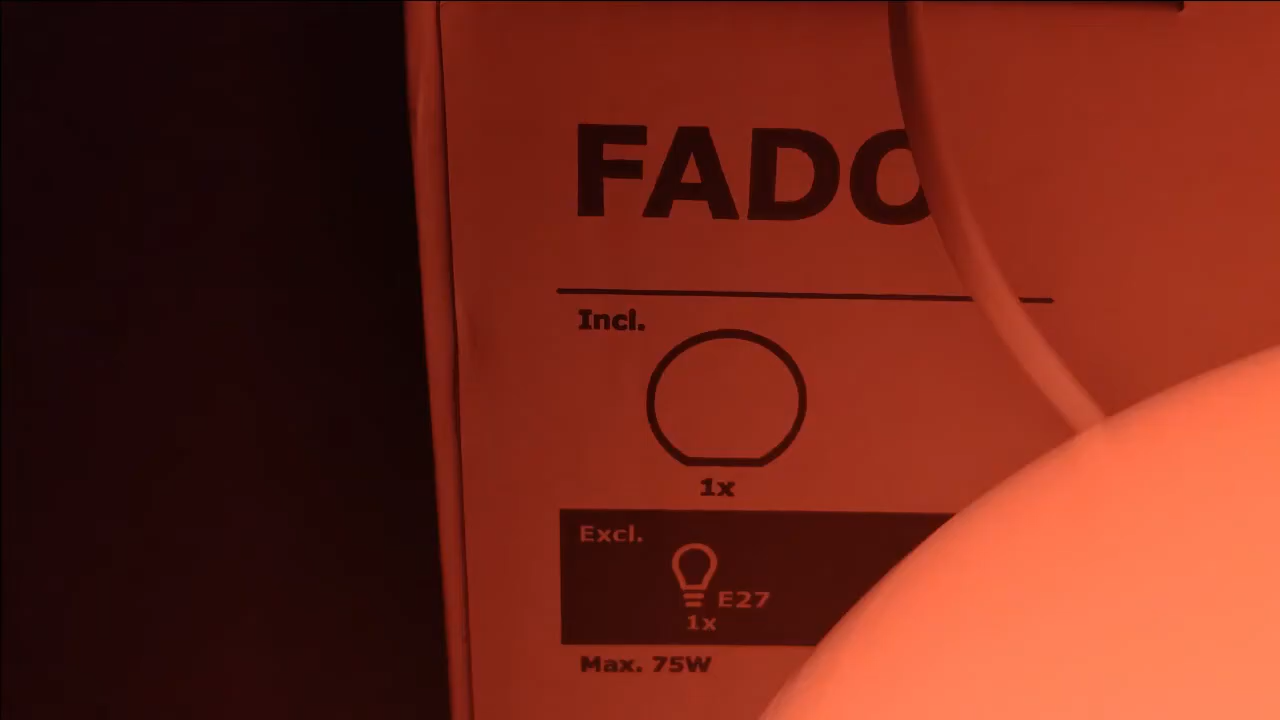 FADO
Incl.
1x
Excl.
E27
1x
Max. 75W